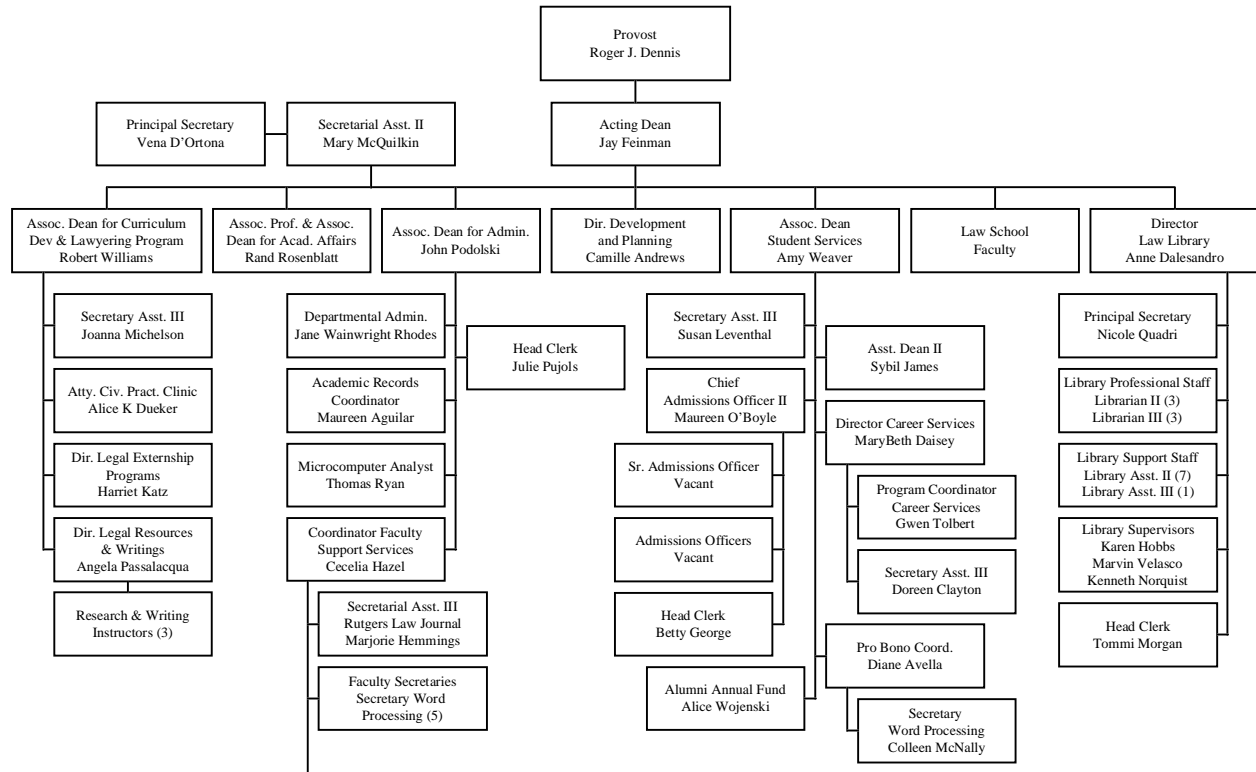 Provost
Roger J. Dennis
Principal Secretary
Vena D’Ortona
Secretarial Asst. II
Mary McQuilkin
Acting Dean
Jay Feinman
Assoc. Dean for Curriculum
Dev & Lawyering Program
Robert Williams
Assoc. Prof. & Assoc.
Dean for Acad. Affairs
Rand Rosenblatt
Assoc. Dean for Admin.
John Podolski
Dir. Development
and Planning
Camille Andrews
Assoc. Dean
Student Services
Amy Weaver
Law School
Faculty
Director
Law Library
Anne Dalesandro
Secretary Asst. III
Joanna Michelson
Atty. Civ. Pract. Clinic
Alice K Dueker
Dir. Legal Externship
Programs
Harriet Katz
Dir. Legal Resources
& Writings
Angela Passalacqua
Research & Writing
Instructors (3)
Departmental Admin.
Jane Wainwright Rhodes
Head Clerk
Julie Pujols
Academic Records
Coordinator
Maureen Aguilar
Microcomputer Analyst
Thomas Ryan
Coordinator Faculty
Support Services
Cecelia Hazel
Secretarial Asst. III
Rutgers Law Journal
Marjorie Hemmings
Faculty Secretaries
Secretary Word
Processing (5)
Secretary Asst. III
Susan Leventhal
Asst. Dean II
Sybil James
Chief
Admissions Officer II
Maureen O’Boyle
Director Career Services
MaryBeth Daisey
Sr. Admissions Officer
Vacant
Program Coordinator
Career Services
Gwen Tolbert
Admissions Officers
Vacant
Secretary Asst. III
Doreen Clayton
Head Clerk
Betty George
Pro Bono Coord.
Diane Avella
Alumni Annual Fund
Alice Wojenski
Secretary
Word Processing
Colleen McNally
Principal Secretary
Nicole Quadri
Library Professional Staff
Librarian II (3)
Librarian III (3)
Library Support Staff
Library Asst. II (7)
Library Asst. III (1)
Library Supervisors
Karen Hobbs
Marvin Velasco
Kenneth Norquist
Head Clerk
Tommi Morgan